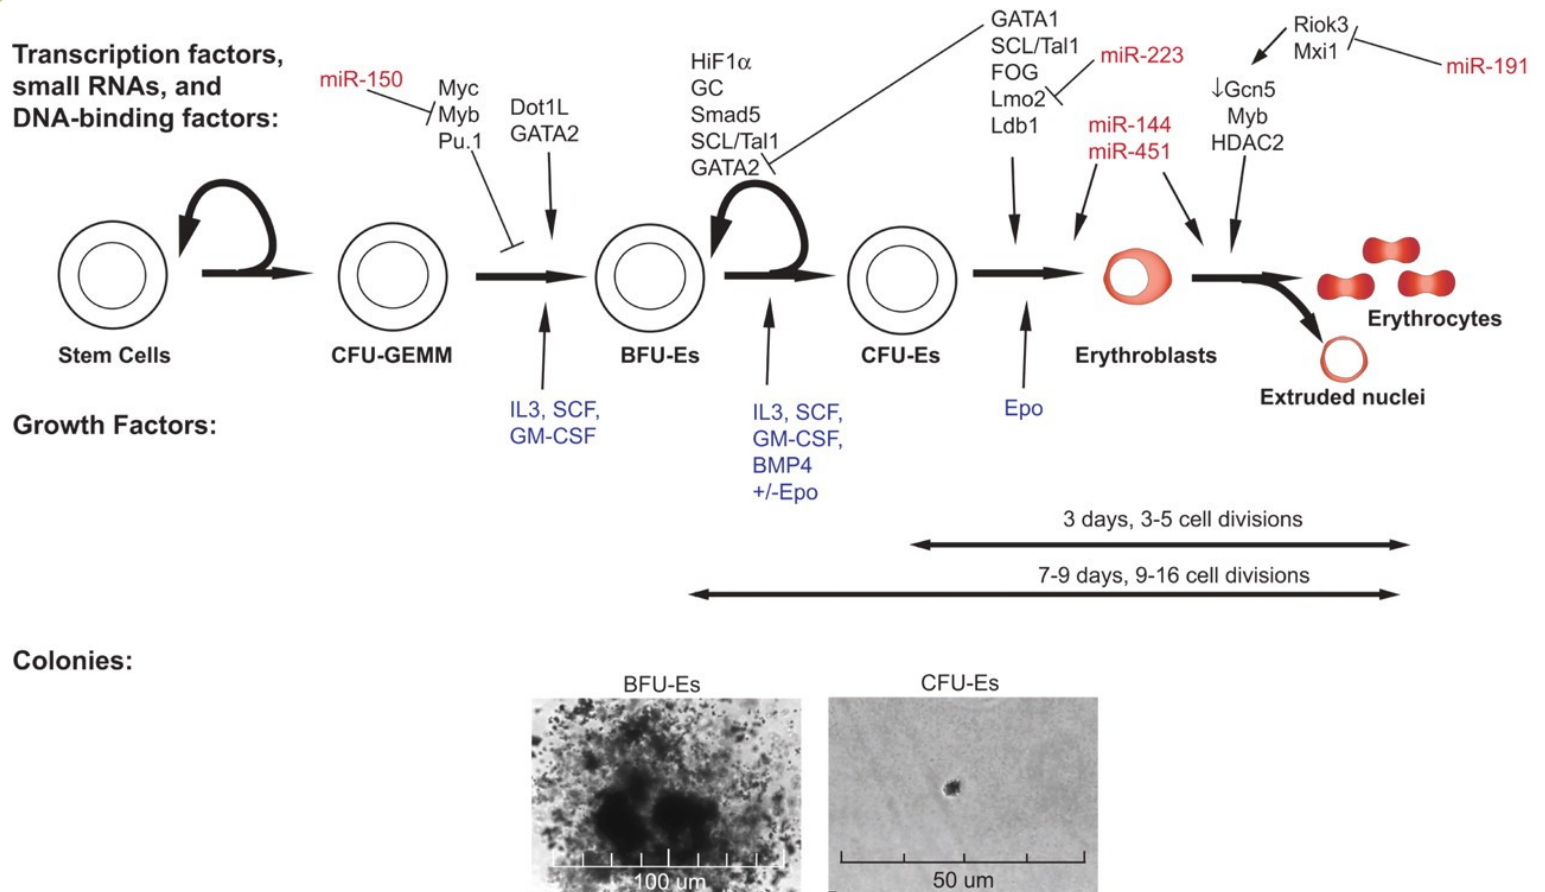 Transcription factors,
small RNAs, and
DNA-binding factors:
miR-150
Myc
Myb
Pu.1
Dot1L
GATA2
HiF1α
GC
Smad5
SCL/Tal1
GATA2
GATA1
SCL/Tal1
FOG
Lmo2
Ldb1
miR-223
miR-144
miR-451
Riok3
Mxi1
miR-191
↓Gcn5
Myb
HDAC2
Stem Cells
CFU-GEMM
BFU-Es
CFU-Es
Erythroblasts
Erythrocytes
Extruded nuclei
Growth Factors:
IL3, SCF,
GM-CSF
IL3, SCF,
GM-CSF,
BMP4
+/-Epo
Epo
3 days, 3-5 cell divisions
7-9 days, 9-16 cell divisions
Colonies:
BFU-Es
CFU-Es
100 um
50 um